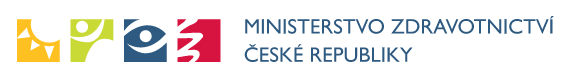 MINISTERSTVO ZDRAVOTNICTVÍ
ČESKÉ REPUBLIKY